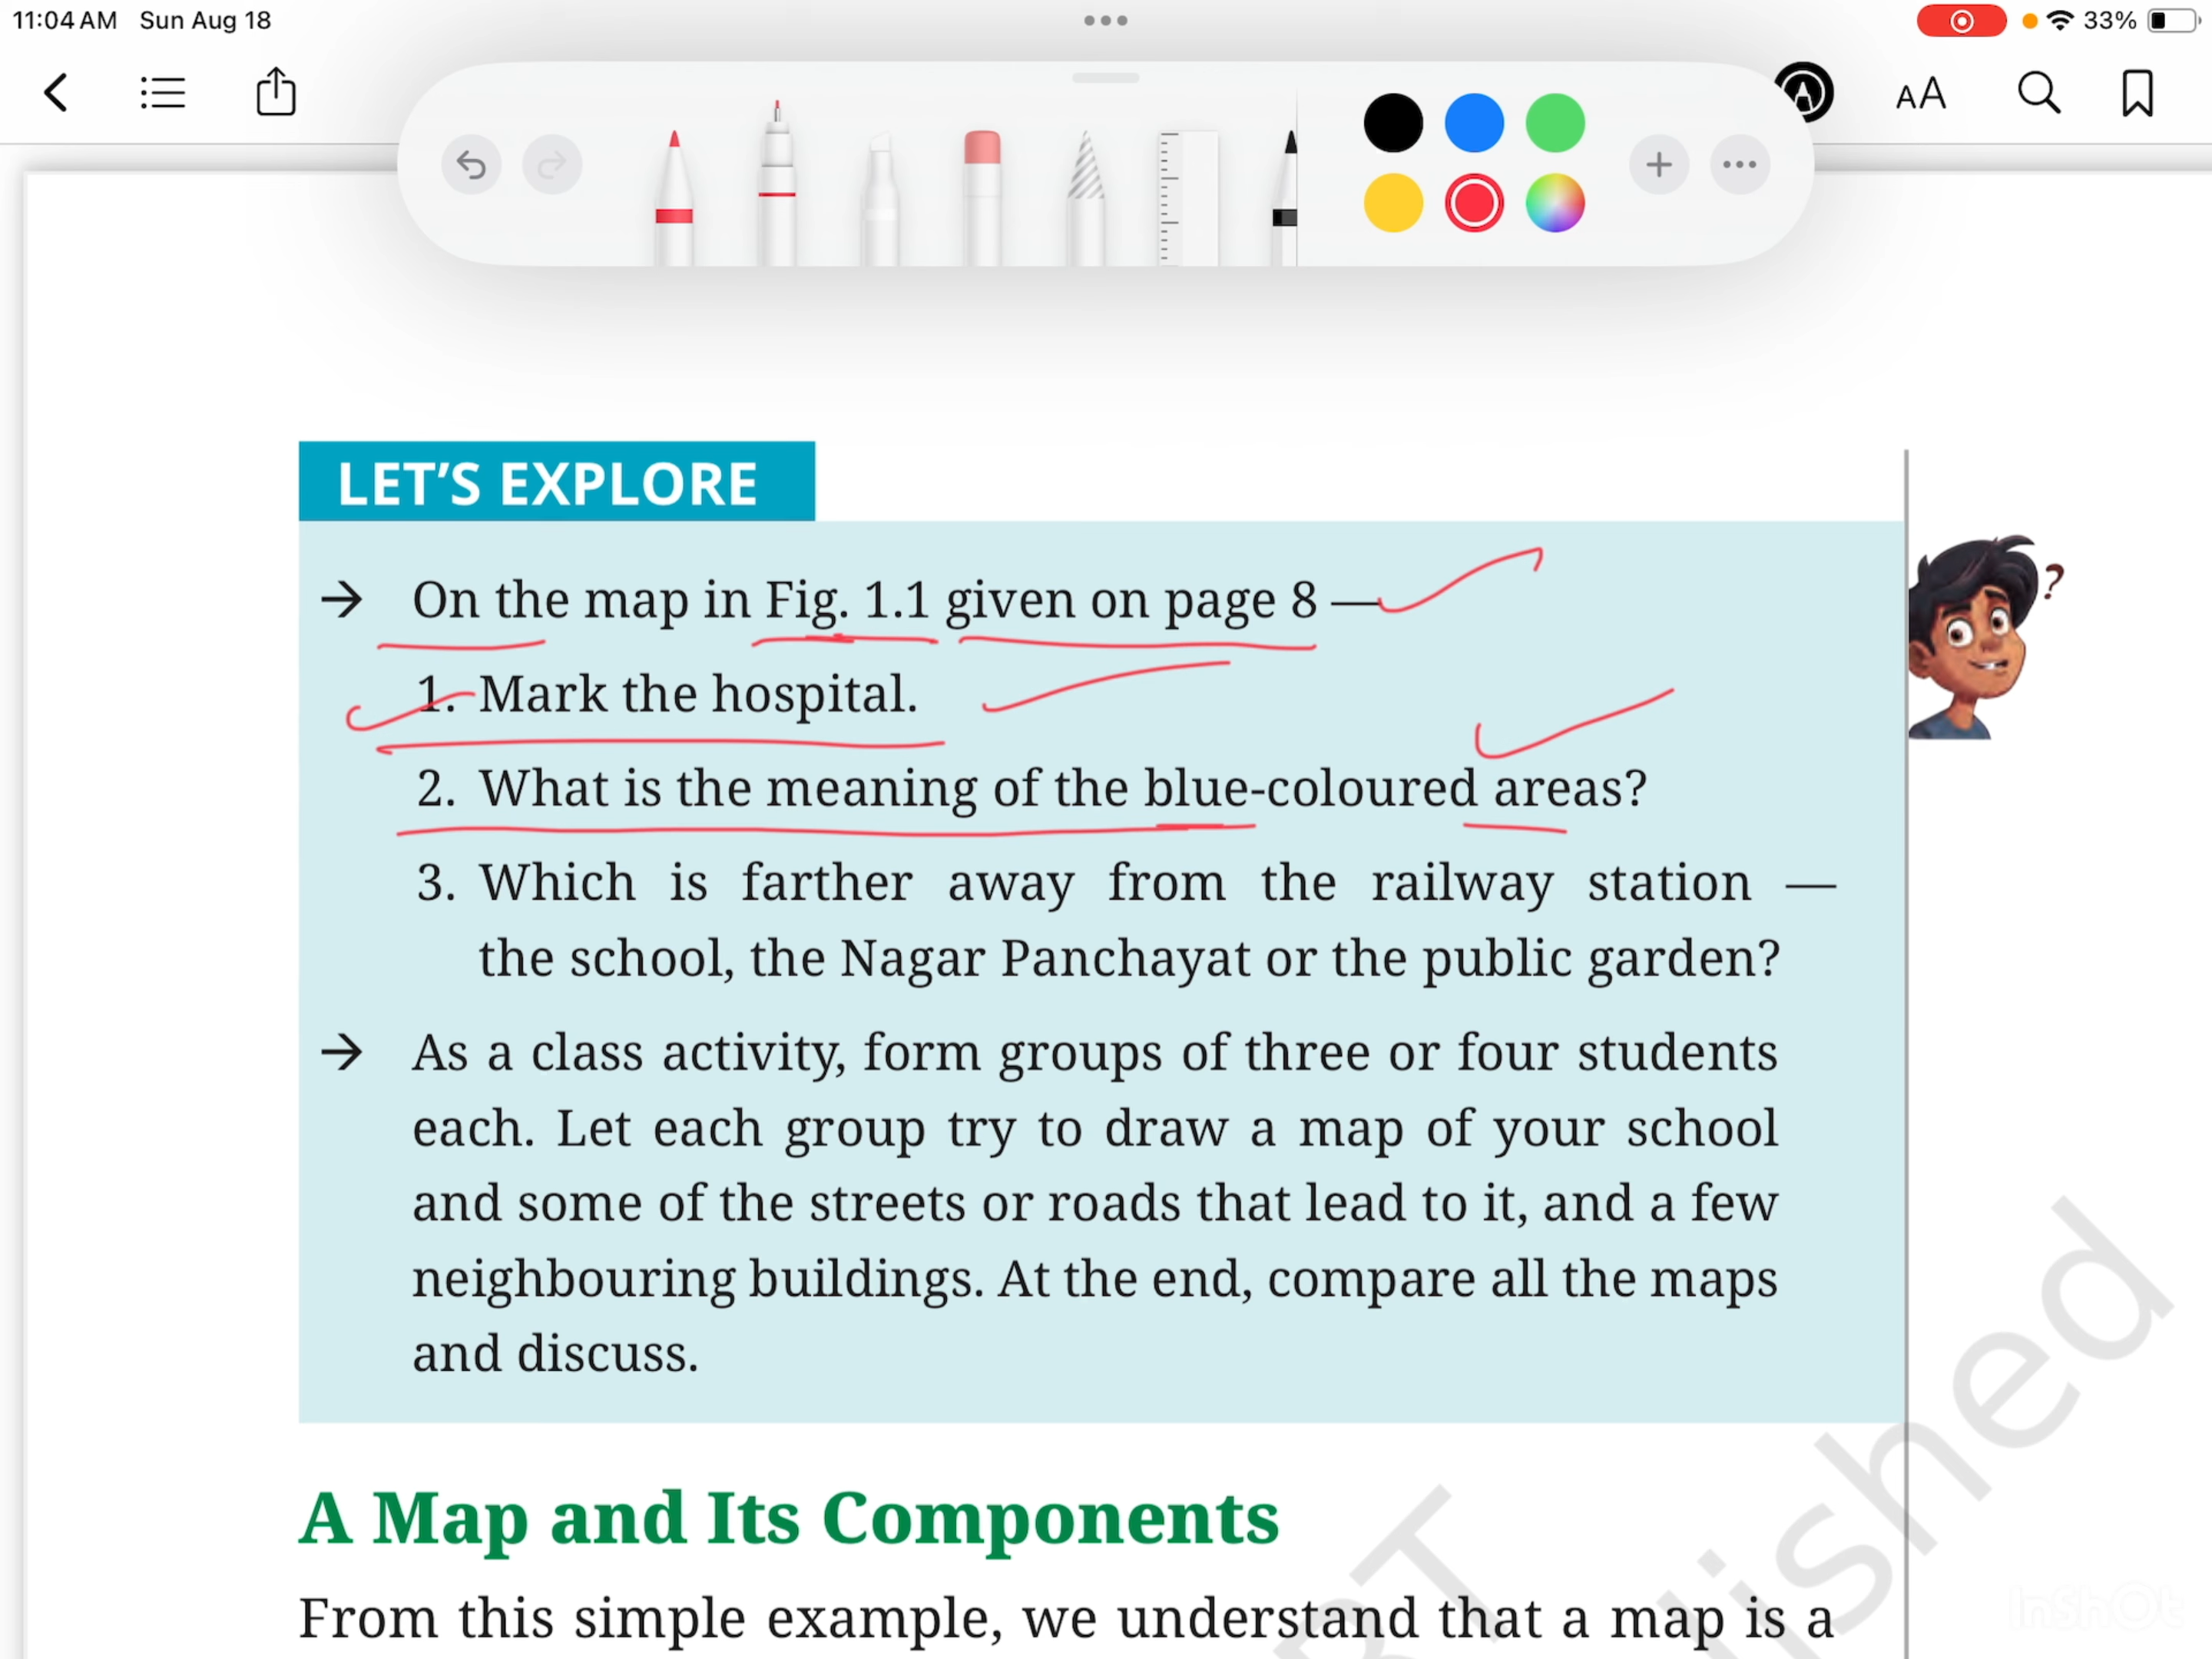 11:04 AM Sun Aug 18
33%
AA
LET'S EXPLORE
→ On the map in Fig. 1.1 given on page 8 —
1. Mark the hospital.
2. What is the meaning of the blue-coloured areas?
3. Which is farther away from the railway station —
the school, the Nagar Panchayat or the public garden?
→ As a class activity, form groups of three or four students
each. Let each group try to draw a map of your school
and some of the streets or roads that lead to it, and a few
neighbouring buildings. At the end, compare all the maps
and discuss.
?
A Map and Its Components
From this simple example, we understand that a map is a
InShOt